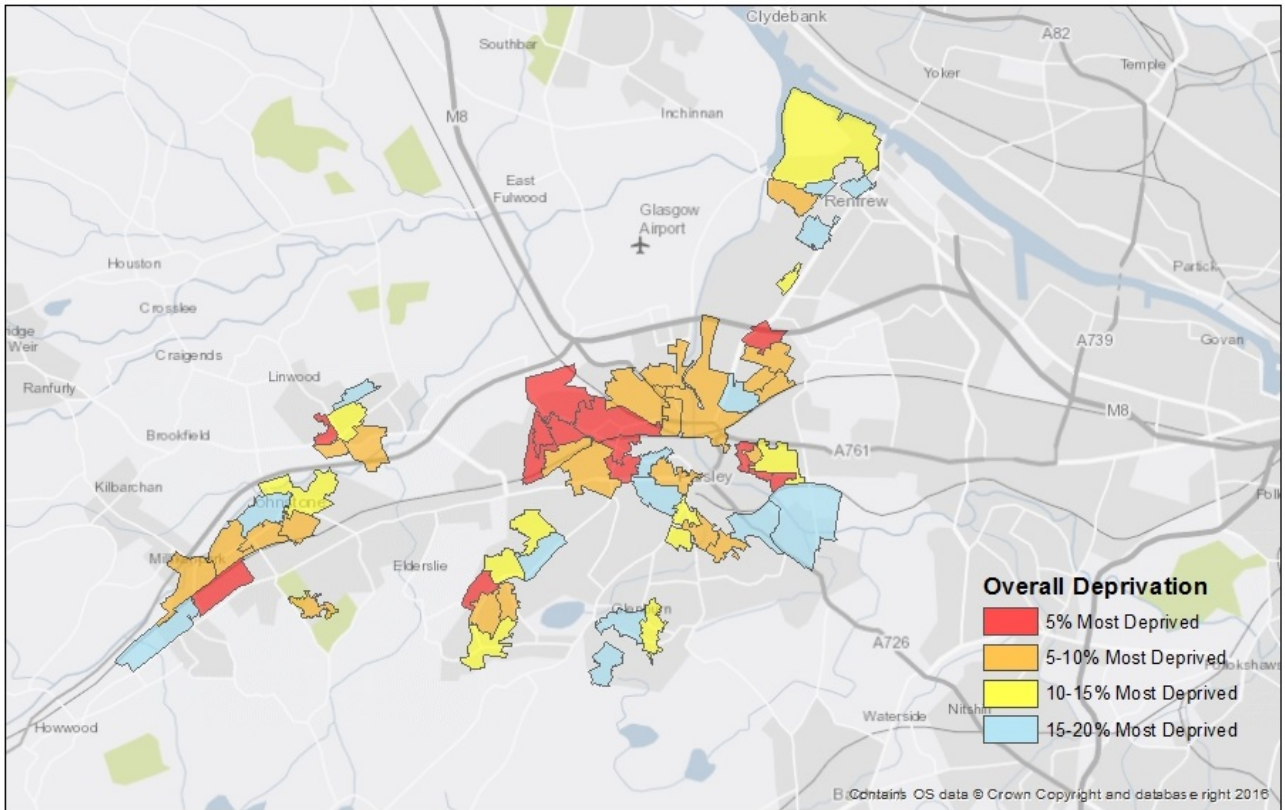 Clydebank
A82
Southbar
Temple
Yoker
M8
Inchinnan
East
Fulwood
Renfrew
Glasgow
Airport
Houston
Partick
Crosslee
A739
Govan
Weir
Craigends
Linwood
Ranfurly
M8
Brookfield
A761
Kilbarchan
Elderslie
Overall Deprivation
5% Most Deprived
5-10% Most Deprived
10-15% Most Deprived
15-20% Most Deprived
A726
Waterside
Howwood
Contains OS data © Crown Copyright and database right 2016